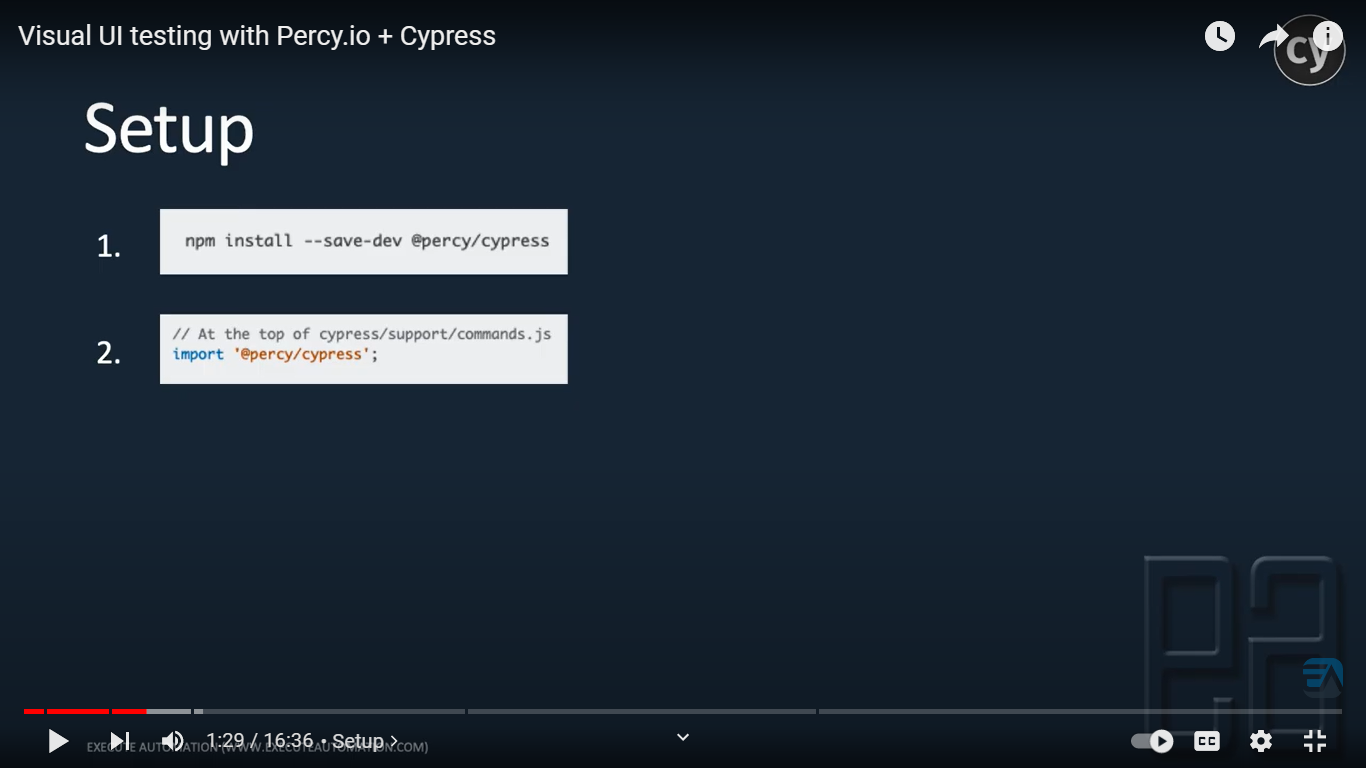 Visual UI testing with Percy.io + Cypress
cy
Setup
1.
npm install --save-dev @percy/cypress
2.
// At the top of cypress/support/commands.js
import '@percy/cypress';
EA
1:29 / 16:36 • Setup
EXECUTE AUTOMATION (WWW.EXECUTEAUTOMATION.COM)
CC